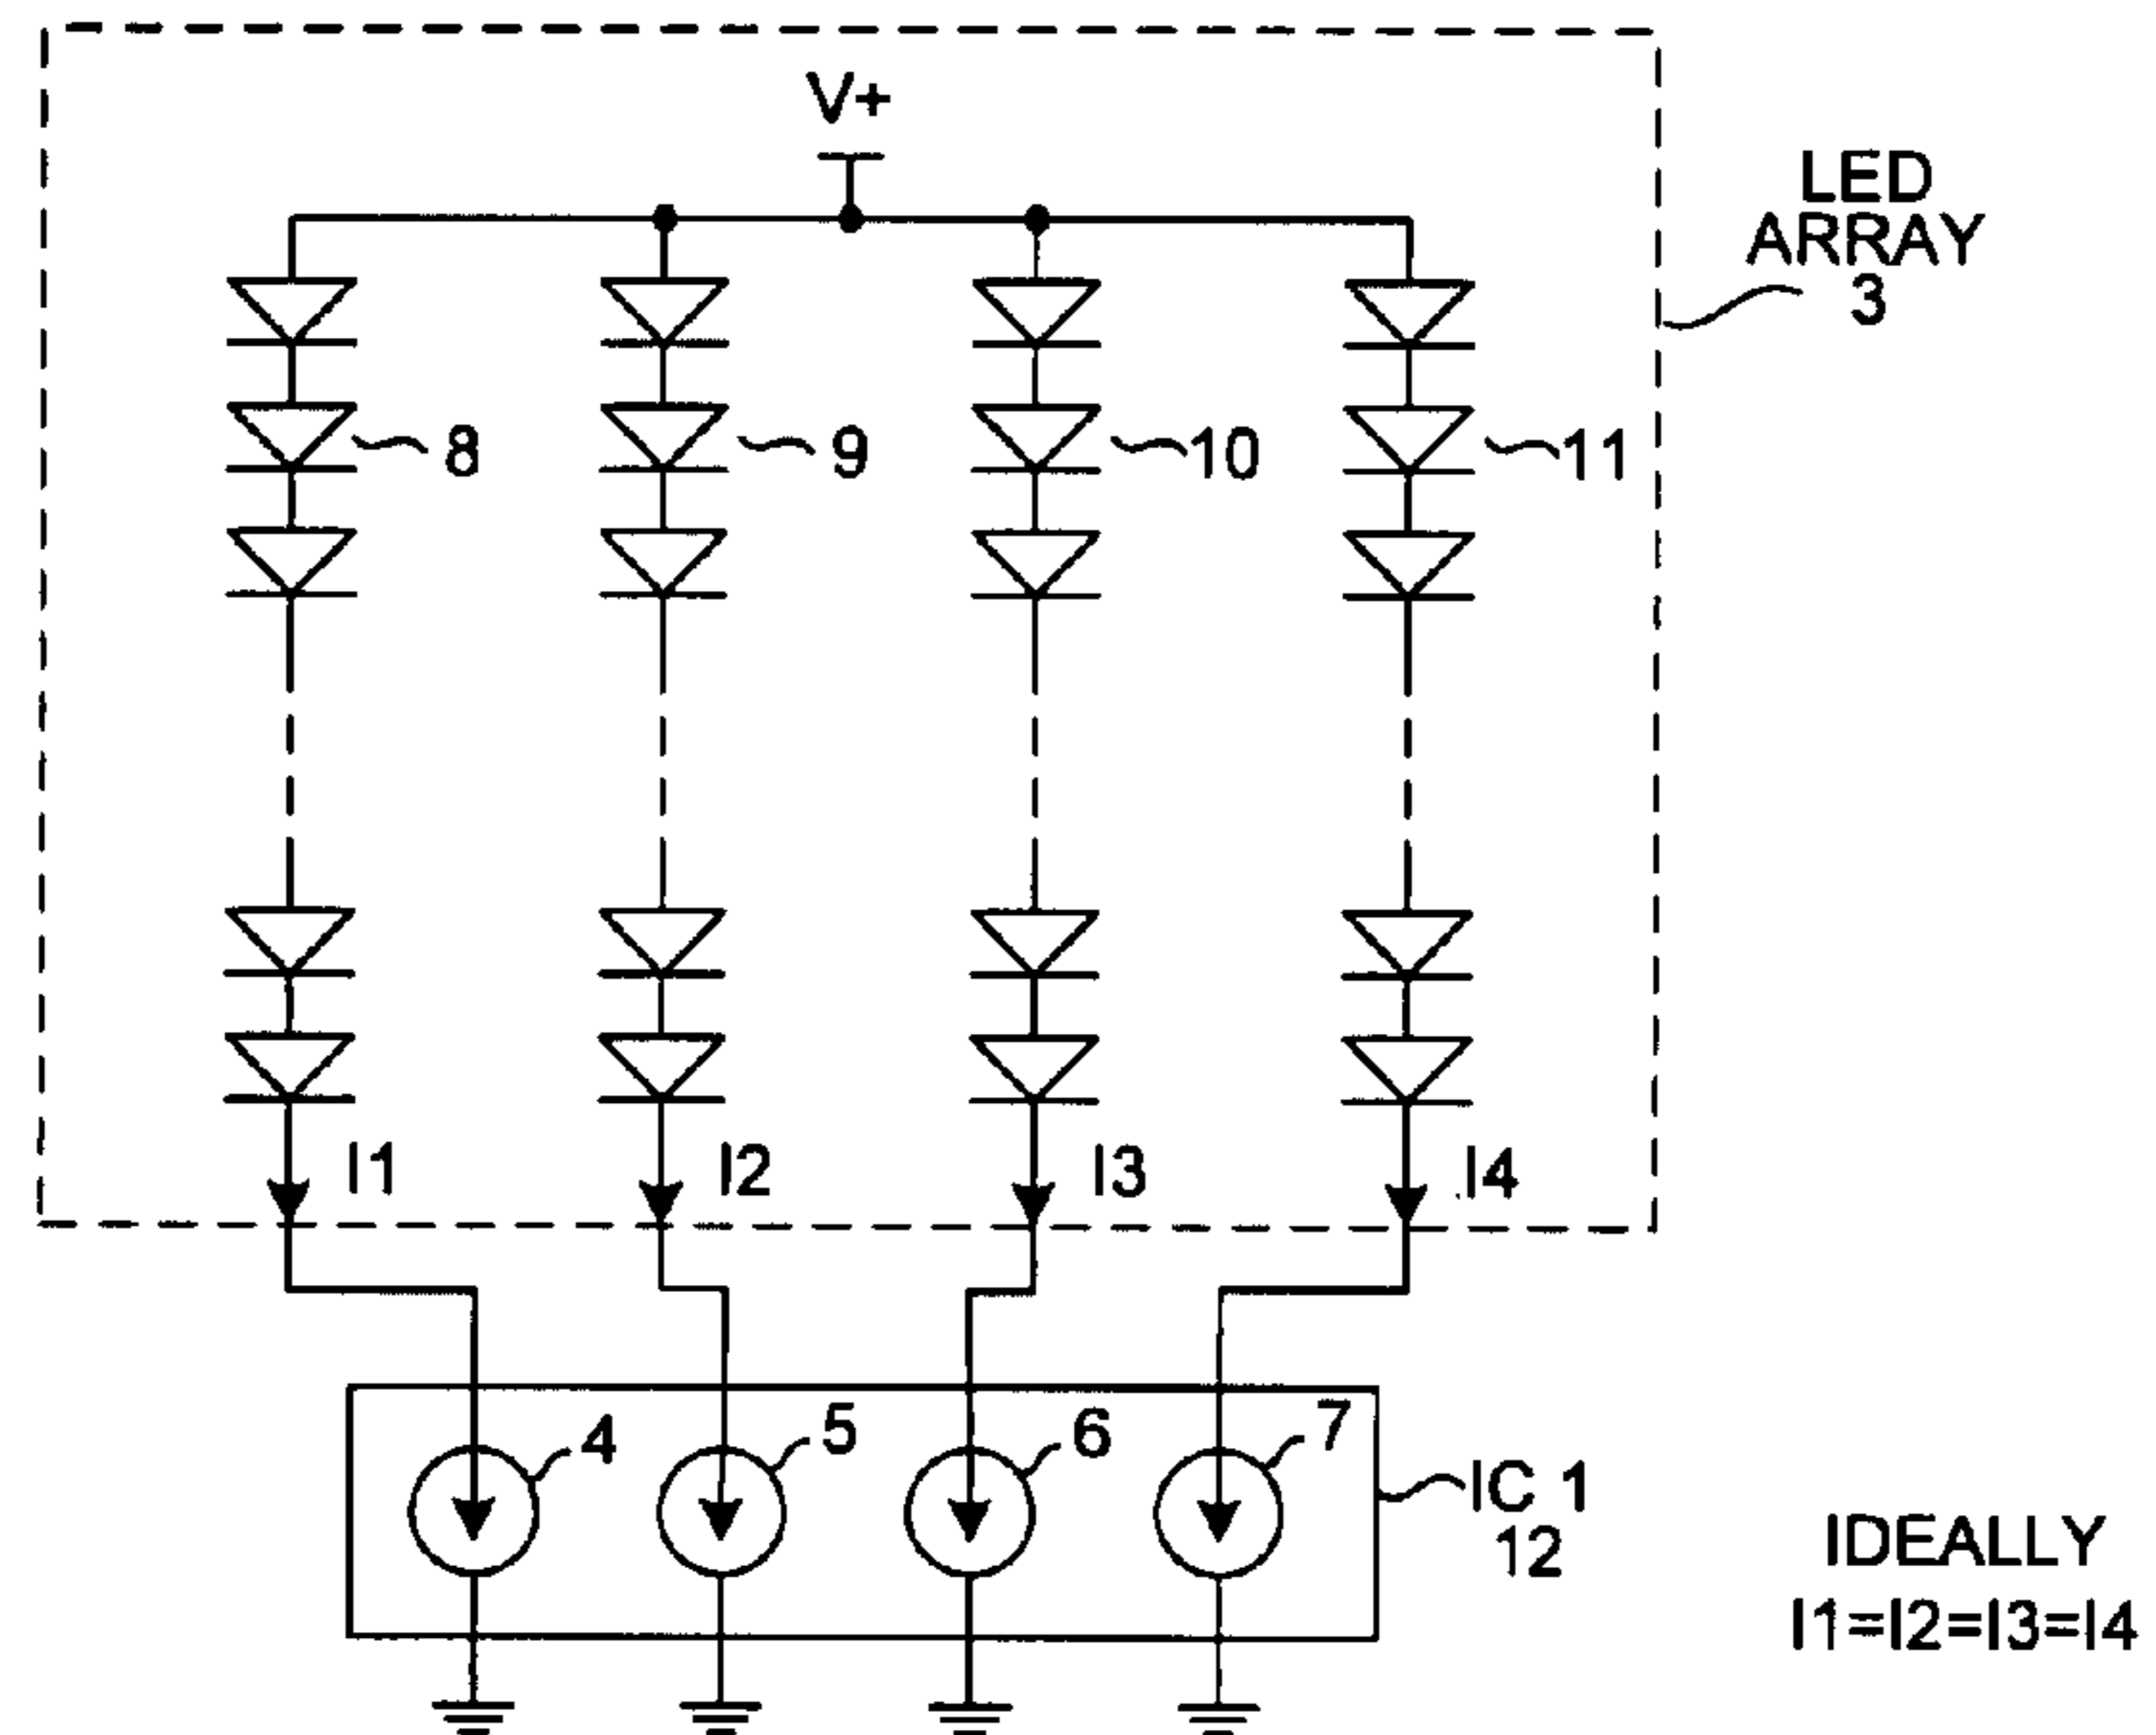 V+
LED
ARRAY
3
8
9
10
11
I1
I2
I3
I4
4
5
6
7
IC 1
12
IDEALLY
I1=I2=I3=I4